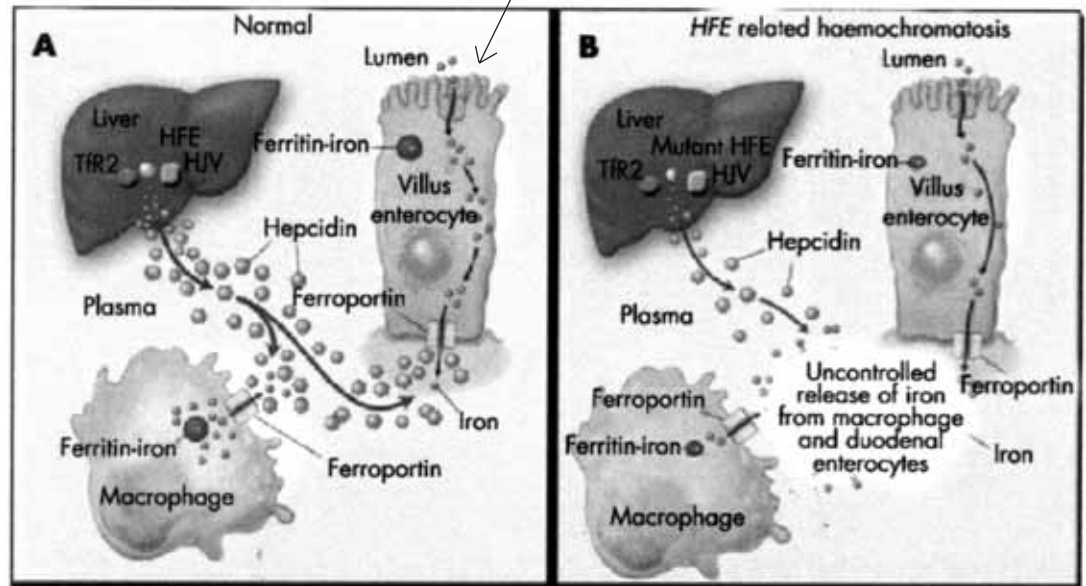 A
Normal
Lumen
Liver
HFE
TfR2
HJV
Ferritin-iron
Villus
enterocyte
Hepcidin
Ferroportin
Plasma
Iron
Ferritin-iron
Ferroportin
Macrophage
B
HFE related haemochromatosis
Lumen
Liver
Mutant HFE
TfR2
HJV
Ferritin-iron
Villus
enterocyte
Hepcidin
Plasma
Uncontrolled
release of iron
from macrophage
and duodenal
enterocytes
Ferroportin
Ferroportin
Iron
Ferritin-iron
Macrophage